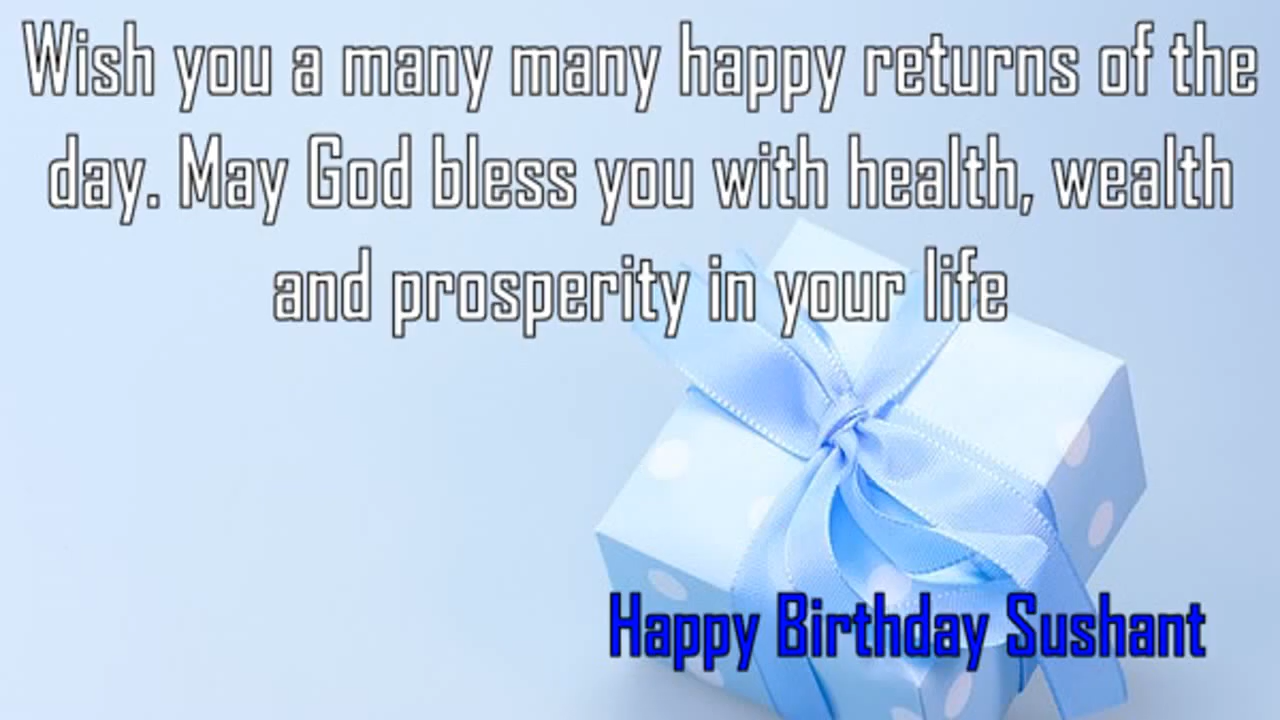 Wish you a many many happy returns of the
day. May God bless you with health, wealth
and prosperity in your life
Happy Birthday Sushant